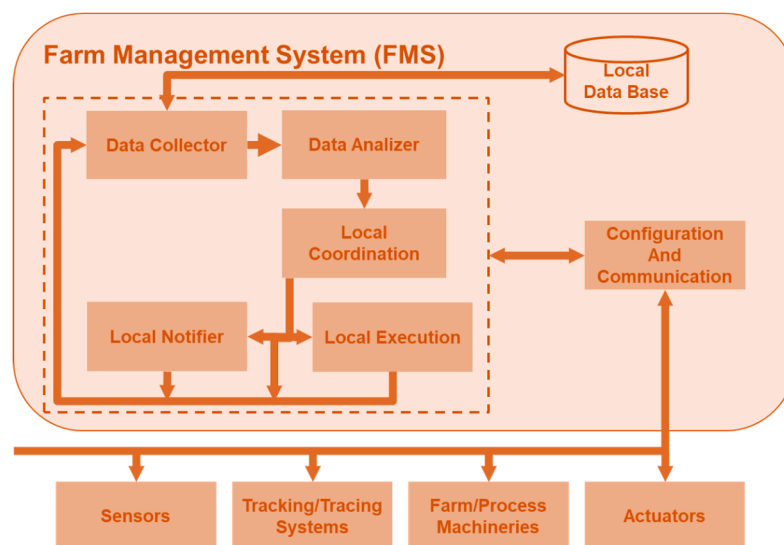 Farm Management System (FMS)
Local
Data Base
Data Collector
Data Analizer
Local
Coordination
Configuration
And
Communication
Local Notifier
Local Execution
Sensors
Tracking/Tracing
Systems
Farm/Process
Machineries
Actuators